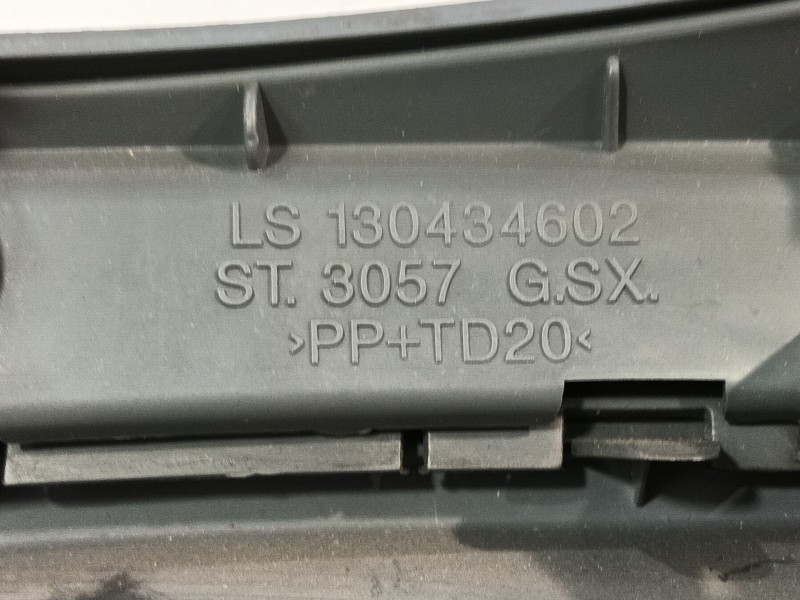 LS 130434602
ST. 3057 G.SX.
>PP+TD20<